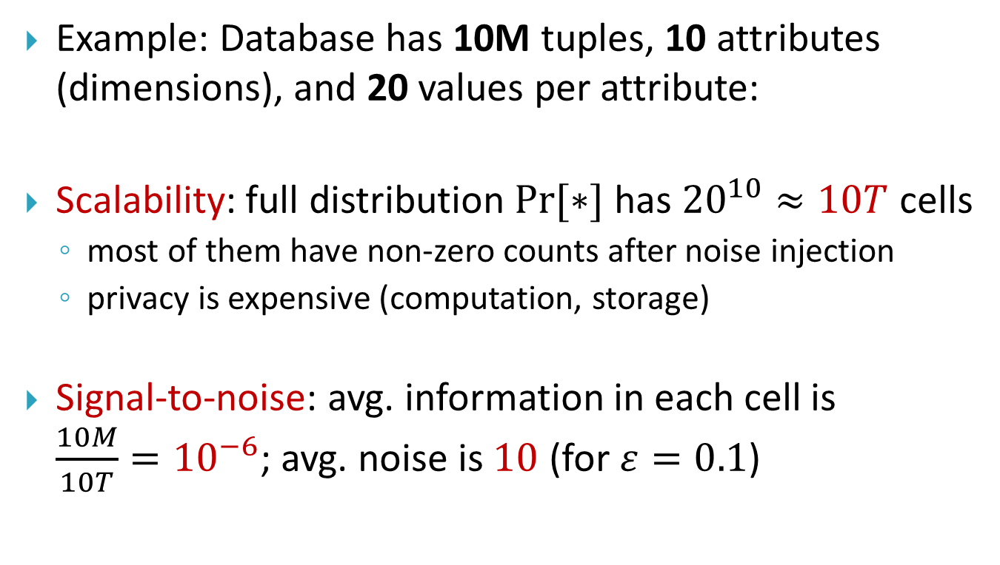 Example: Database has 10M tuples, 10 attributes
(dimensions), and 20 values per attribute:
Scalability: full distribution Pr[∗] has 20^10 ≈ 10T cells
◦ most of them have non-zero counts after noise injection
◦ privacy is expensive (computation, storage)
Signal-to-noise: avg. information in each cell is
10M/10T = 10^−6; avg. noise is 10 (for ε = 0.1)